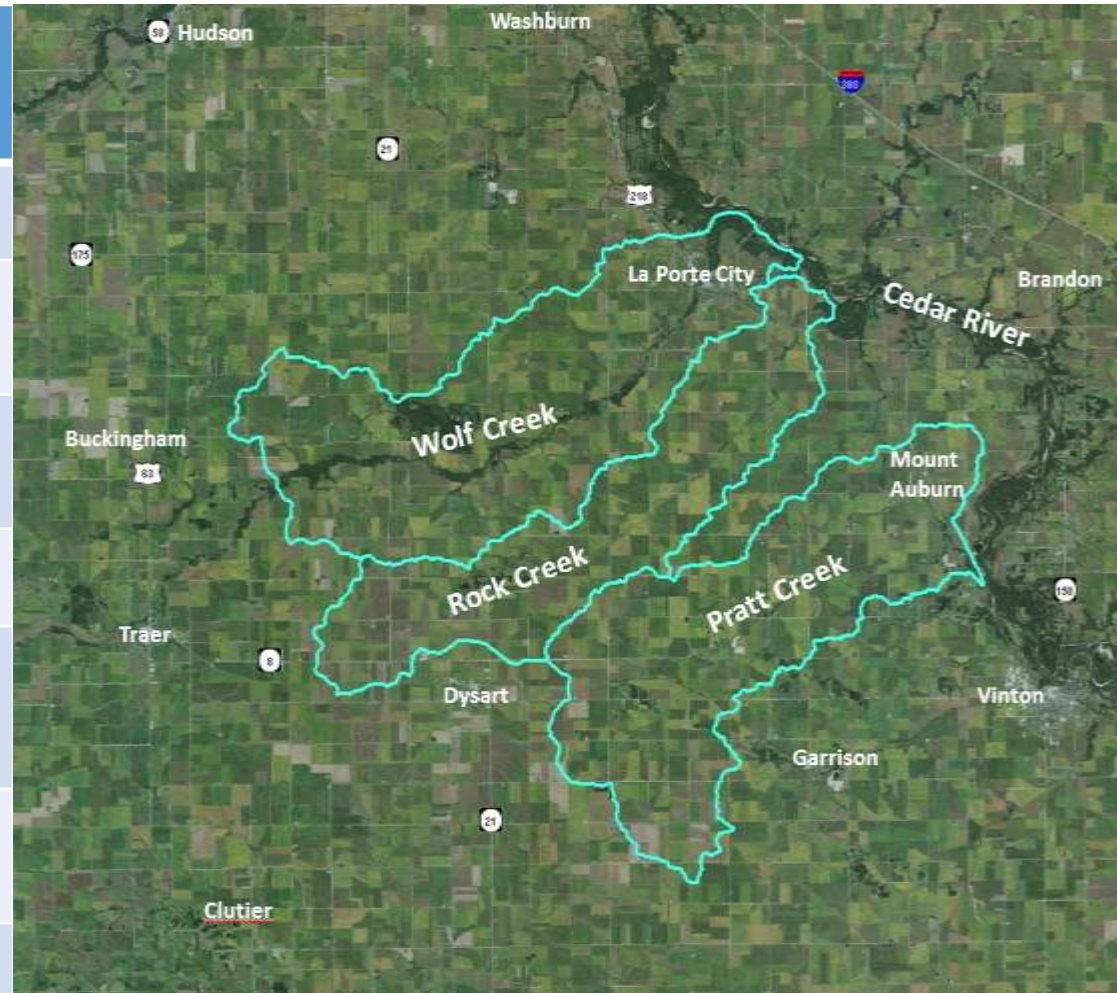 Washburn
58
Hudson
380
21
218
175
La Porte City
Brandon
Cedar River
Wolf Creek
Buckingham
63
Mount
Auburn
Rock Creek
Pratt Creek
150
Traer
8
Dysart
Vinton
Garrison
21
Clutier